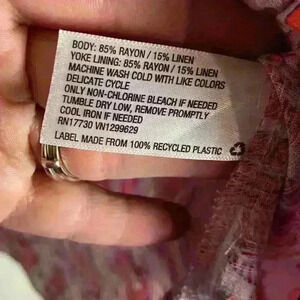 BODY: 85% RAYON / 15% LINEN
YOKE LINING: 85% RAYON / 15% LINEN
MACHINE WASH COLD WITH LIKE COLORS
DELICATE CYCLE
ONLY NON-CHLORINE BLEACH IF NEEDED
TUMBLE DRY LOW, REMOVE PROMPTLY
COOL IRON IF NEEDED
RN17730 VN1299629
LABEL MADE FROM 100% RECYCLED PLASTIC